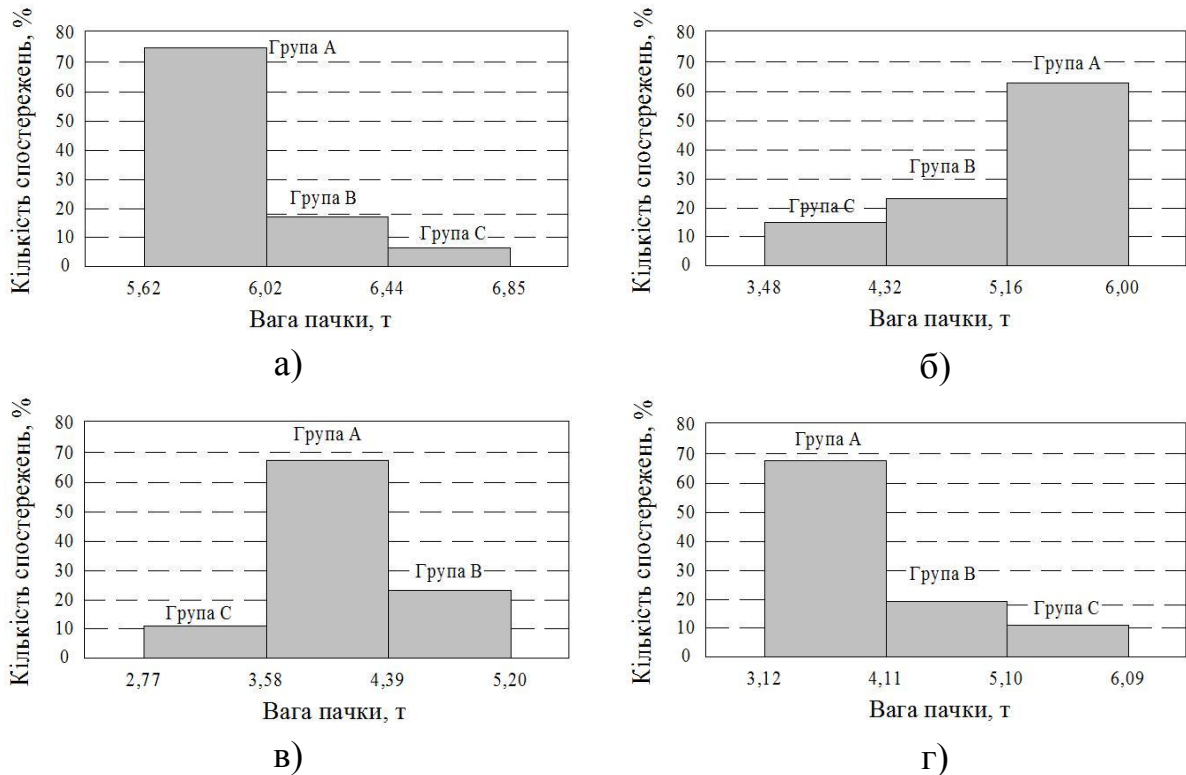 Кількість спостережень, %
80
70
60
50
40
30
20
10
0
Група А
Група В
Група С
5,62 6,02 6,44 6,85
Вага пачки, т
а)
Кількість спостережень, %
80
70
60
50
40
30
20
10
0
Група А
Група В
Група С
3,48 4,32 5,16 6,00
Вага пачки, т
б)
Кількість спостережень, %
80
70
60
50
40
30
20
10
0
Група А
Група В
Група С
2,77 3,58 4,39 5,20
Вага пачки, т
в)
Кількість спостережень, %
80
70
60
50
40
30
20
10
0
Група А
Група В
Група С
3,12 4,11 5,10 6,09
Вага пачки, т
г)